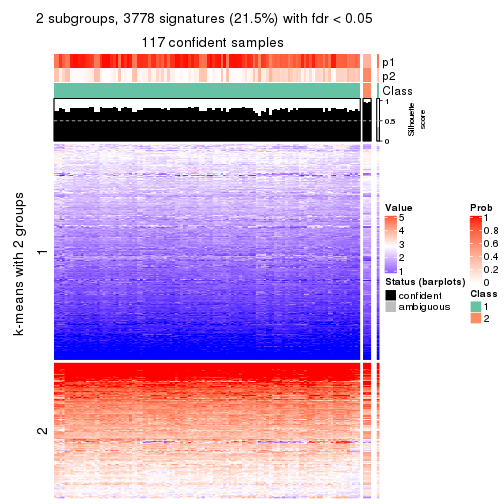 2 subgroups, 3778 signatures (21.5%) with fdr < 0.05
117 confident samples
p1
p2
Class
1
0.5
0
Silhouette
score
k-means with 2 groups
1
2
Value
5
4
3
2
1
Status (barplots)
confident
ambiguous
Prob
1
0.8
0.6
0.4
0.2
0
Class
1
2